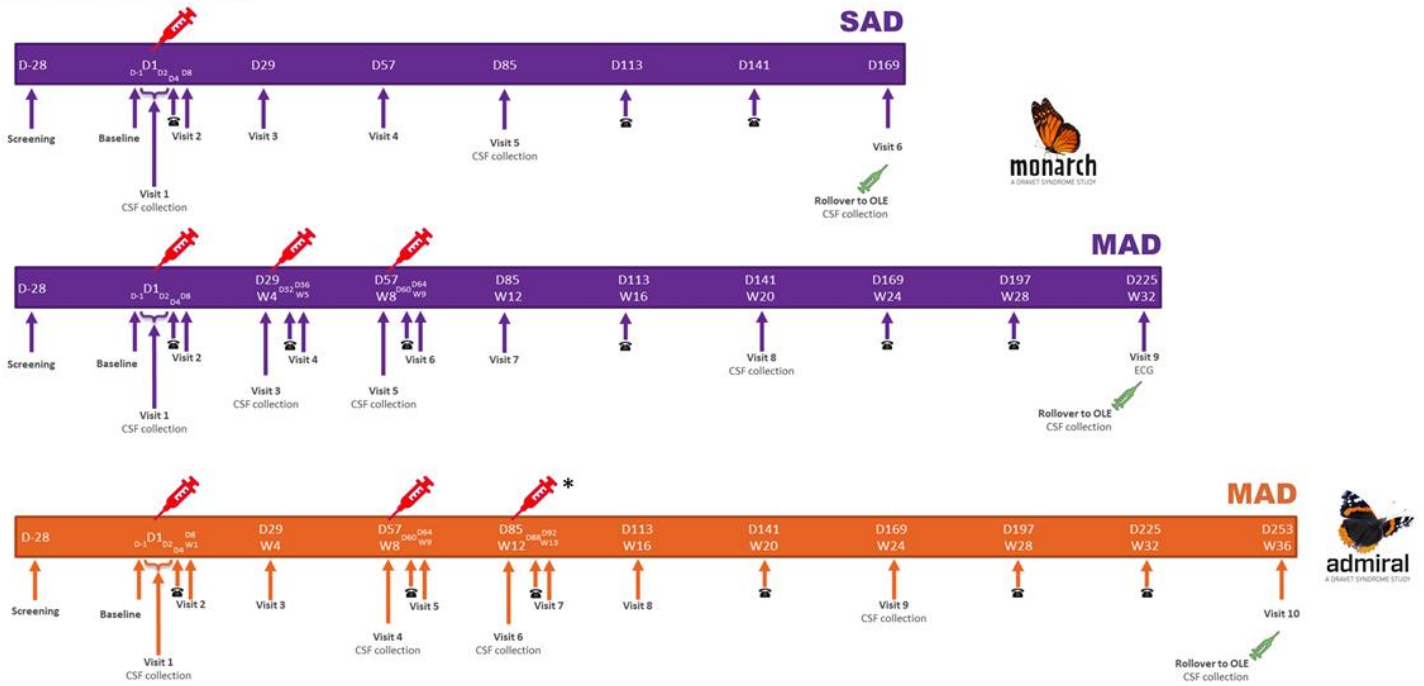 SAD
D-28 D-1 D1 D2 D4 D8 D29 D57 D85 D113 D141 D169
Screening Baseline Visit 2 Visit 3 Visit 4 Visit 5 Visit 6
CSF collection
Visit 1
CSF collection
Rollover to OLE
CSF collection
monarch
A DRAVET SYNDROME STUDY
MAD
D-28 D-1 D1 D2 D4 D8 D29 D32 D36 D57 D60 D64 D85 D113 D141 D169 D197 D225
W4 W5 W8 W9 W12 W16 W20 W24 W28 W32
Screening Baseline Visit 2 Visit 4 Visit 6 Visit 7 Visit 8 Visit 9
CSF collection ECG
Visit 3 Visit 5
CSF collection CSF collection
Visit 1
CSF collection
Rollover to OLE
CSF collection
*
MAD
D-28 D-1 D1 D2 D4 D8 D29 D57 D60 D64 D85 D88 D92 D113 D141 D169 D197 D225 D253
W1 W4 W8 W9 W12 W13 W16 W20 W24 W28 W32 W36
Screening Baseline Visit 2 Visit 3 Visit 5 Visit 7 Visit 8 Visit 9 Visit 10
CSF collection
Visit 4 Visit 6
CSF collection CSF collection
Visit 1
CSF collection
Rollover to OLE
CSF collection
admiral
A DRAVET SYNDROME STUDY